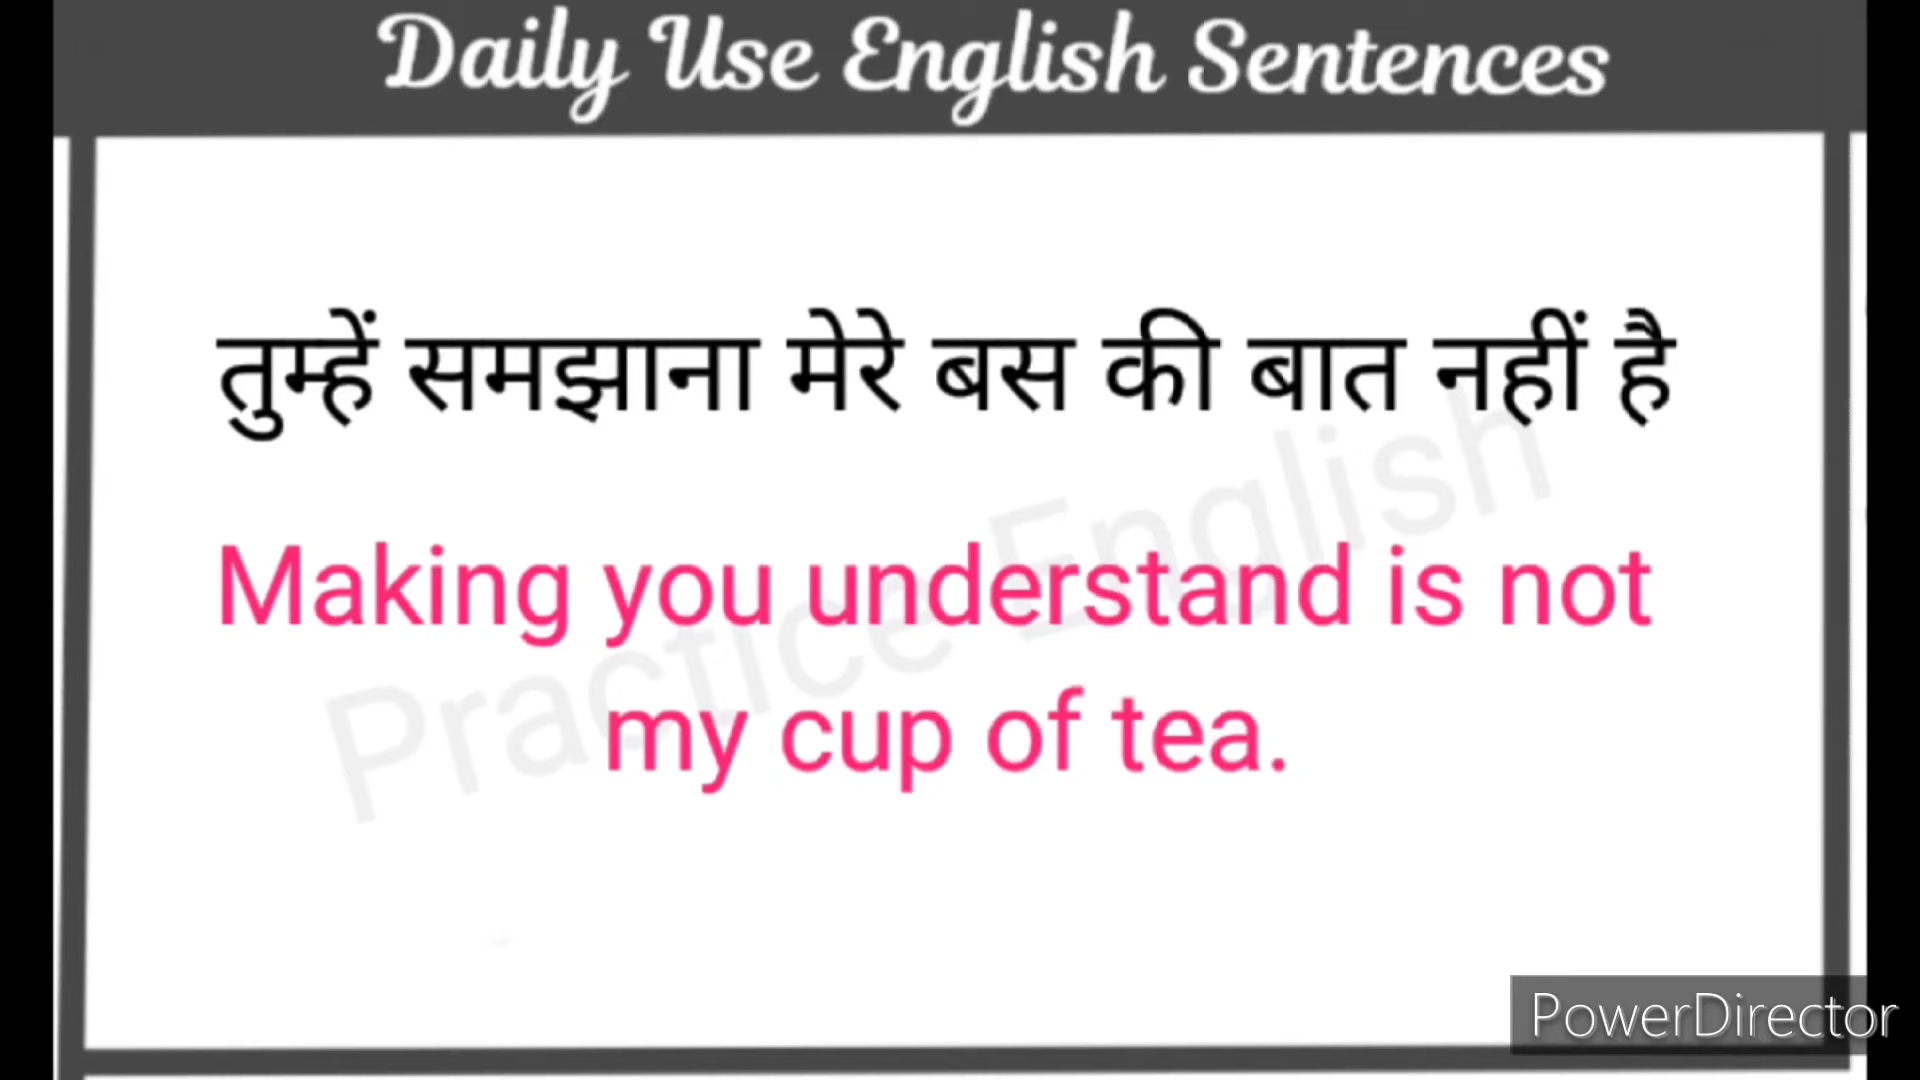 Daily Use English Sentences
तुम्हें समझाना मेरे बस की बात नहीं है
Making you understand is not
my cup of tea.
Practice English
PowerDirector